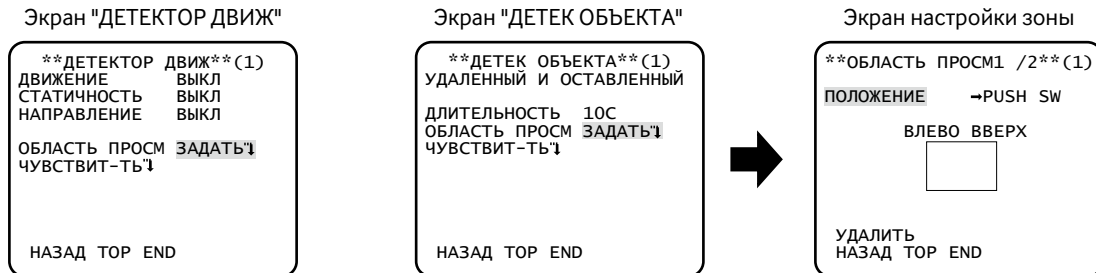 Экран "ДЕТЕКТОР ДВИЖ"
**ДЕТЕКТОР ДВИЖ**(1)
ДВИЖЕНИЕ ВЫКЛ
СТАТИЧНОСТЬ ВЫКЛ
НАПРАВЛЕНИЕ ВЫКЛ
ОБЛАСТЬ ПРОСМ ЗАДАТЬ
ЧУВСТВИТ-ТЬ
НАЗАД TOP END
Экран "ДЕТЕК ОБЪЕКТА"
**ДЕТЕК ОБЪЕКТА**(1)
УДАЛЕННЫЙ И ОСТАВЛЕННЫЙ
ДЛИТЕЛЬНОСТЬ 10С
ОБЛАСТЬ ПРОСМ ЗАДАТЬ
ЧУВСТВИТ-ТЬ
НАЗАД TOP END
Экран настройки зоны
**ОБЛАСТЬ ПРОСМ1 /2**(1)
ПОЛОЖЕНИЕ →PUSH SW
ВЛЕВО ВВЕРХ
УДАЛИТЬ
НАЗАД TOP END